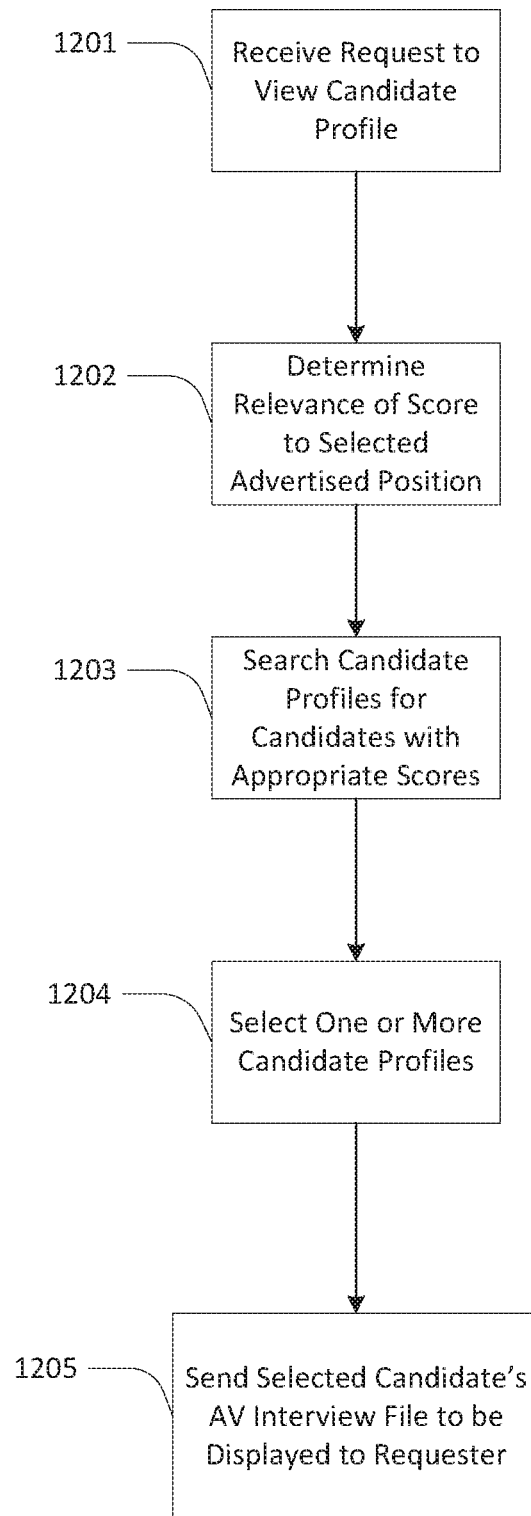 1201
Receive Request to
View Candidate
Profile
1202
Determine
Relevance of Score
to Selected
Advertised Position
1203
Search Candidate
Profiles for
Candidates with
Appropriate Scores
1204
Select One or More
Candidate Profiles
1205
Send Selected Candidate’s
AV Interview File to be
Displayed to Requester